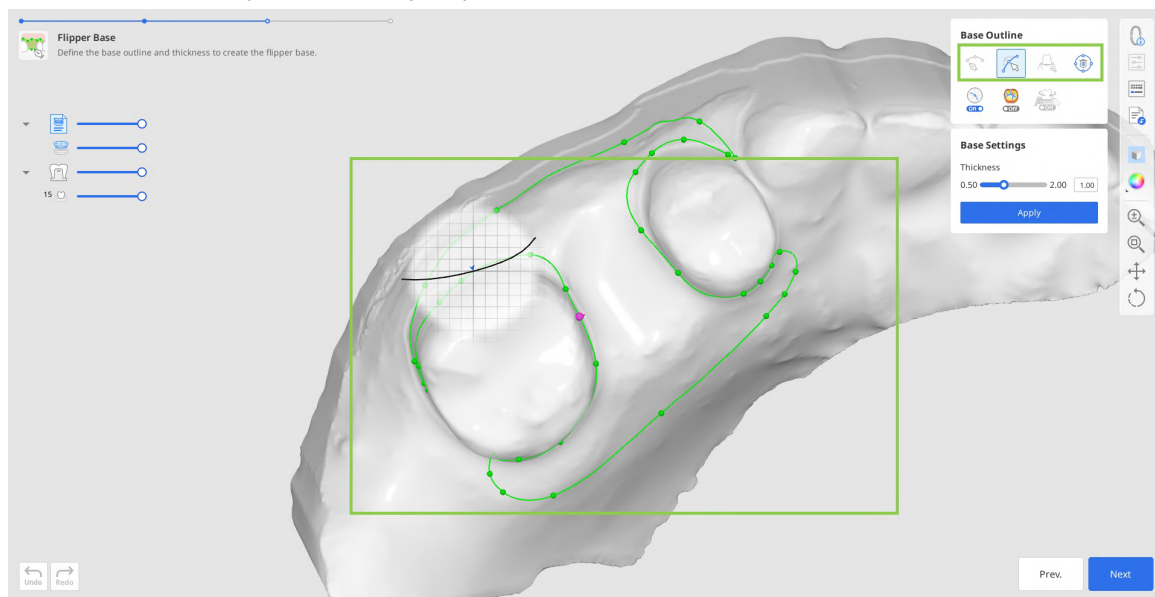 Flipper Base
Define the base outline and thickness to create the flipper base.
15
Base Outline
On
Off
Off
Base Settings
Thickness
0.50
2.00
1.00
Apply
Undo
Redo
Prev.
Next